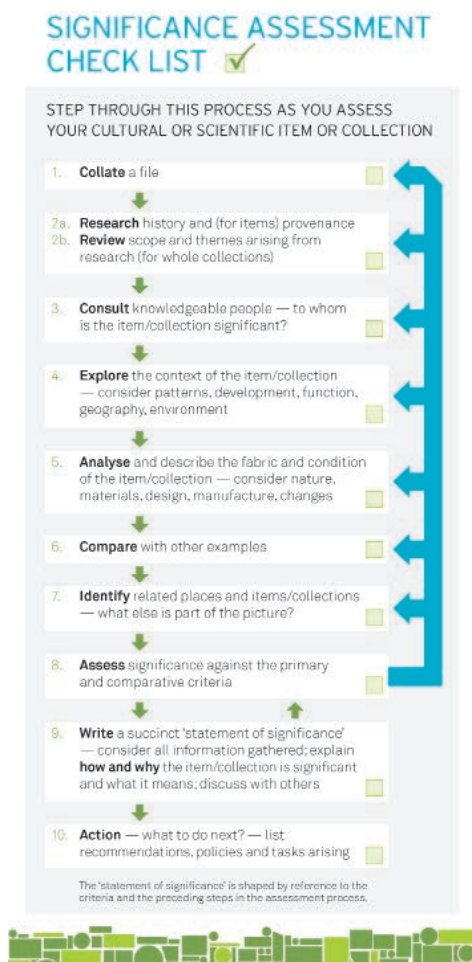 SIGNIFICANCE ASSESSMENT
CHECK LIST
STEP THROUGH THIS PROCESS AS YOU ASSESS
YOUR CULTURAL OR SCIENTIFIC ITEM OR COLLECTION
1. Collate a file
2a. Research history and (for items) provenance
2b. Review scope and themes arising from
research (for whole collections)
3. Consult knowledgeable people — to whom
is the item/collection significant?
4. Explore the context of the item/collection
— consider patterns, development, function,
geography, environment
5. Analyse and describe the fabric and condition
of the item/collection — consider nature,
materials, design, manufacture, changes
6. Compare with other examples
7. Identify related places and items/collections
— what else is part of the picture?
8. Assess significance against the primary
and comparative criteria
9. Write a succinct ‘statement of significance’
— consider all information gathered; explain
how and why the item/collection is significant
and what it means; discuss with others
10. Action — what to do next? — list
recommendations, policies and tasks arising
The ‘statement of significance’ is shaped by reference to the
criteria and the preceding steps in the assessment process.